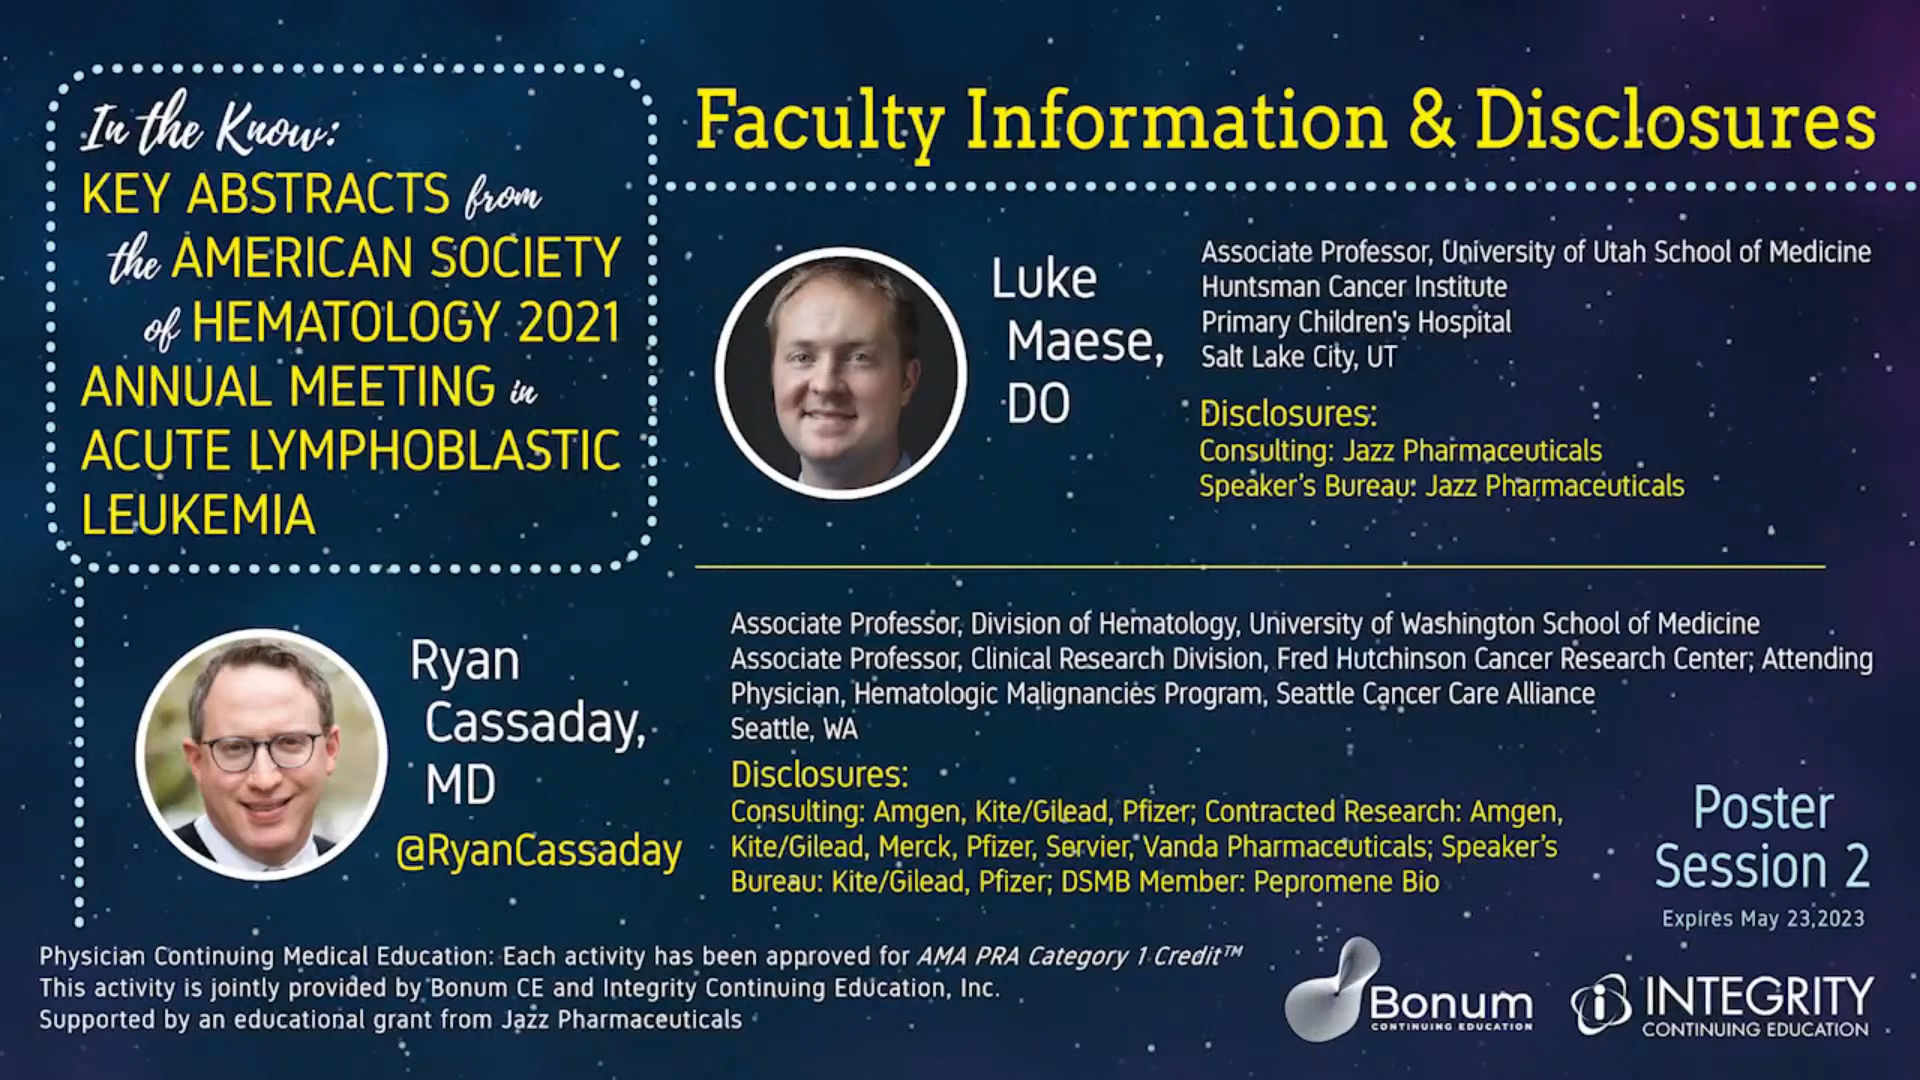 In the Know:
KEY ABSTRACTS from
the AMERICAN SOCIETY
of HEMATOLOGY 2021
ANNUAL MEETING in
ACUTE LYMPHOBLASTIC
LEUKEMIA
Faculty Information & Disclosures
Luke
Maese,
DO
Associate Professor, University of Utah School of Medicine
Huntsman Cancer Institute
Primary Children's Hospital
Salt Lake City, UT
Disclosures:
Consulting: Jazz Pharmaceuticals
Speaker's Bureau: Jazz Pharmaceuticals
Ryan
Cassaday,
MD
@RyanCassaday
Associate Professor, Division of Hematology, University of Washington School of Medicine
Associate Professor, Clinical Research Division, Fred Hutchinson Cancer Research Center; Attending
Physician, Hematologic Malignancies Program, Seattle Cancer Care Alliance
Seattle, WA
Disclosures:
Consulting: Amgen, Kite/Gilead, Pfizer; Contracted Research: Amgen,
Kite/Gilead, Merck, Pfizer, Servier, Vanda Pharmaceuticals; Speaker's
Bureau: Kite/Gilead, Pfizer; DSMB Member: Pepromene Bio
Poster
Session 2
Expires May 23,2023
Physician Continuing Medical Education: Each activity has been approved for AMA PRA Category 1 Credit™
This activity is jointly provided by Bonum CE and Integrity Continuing Education, Inc.
Supported by an educational grant from Jazz Pharmaceuticals
Bonum
CONTINUING EDUCATION
INTEGRITY
CONTINUING EDUCATION